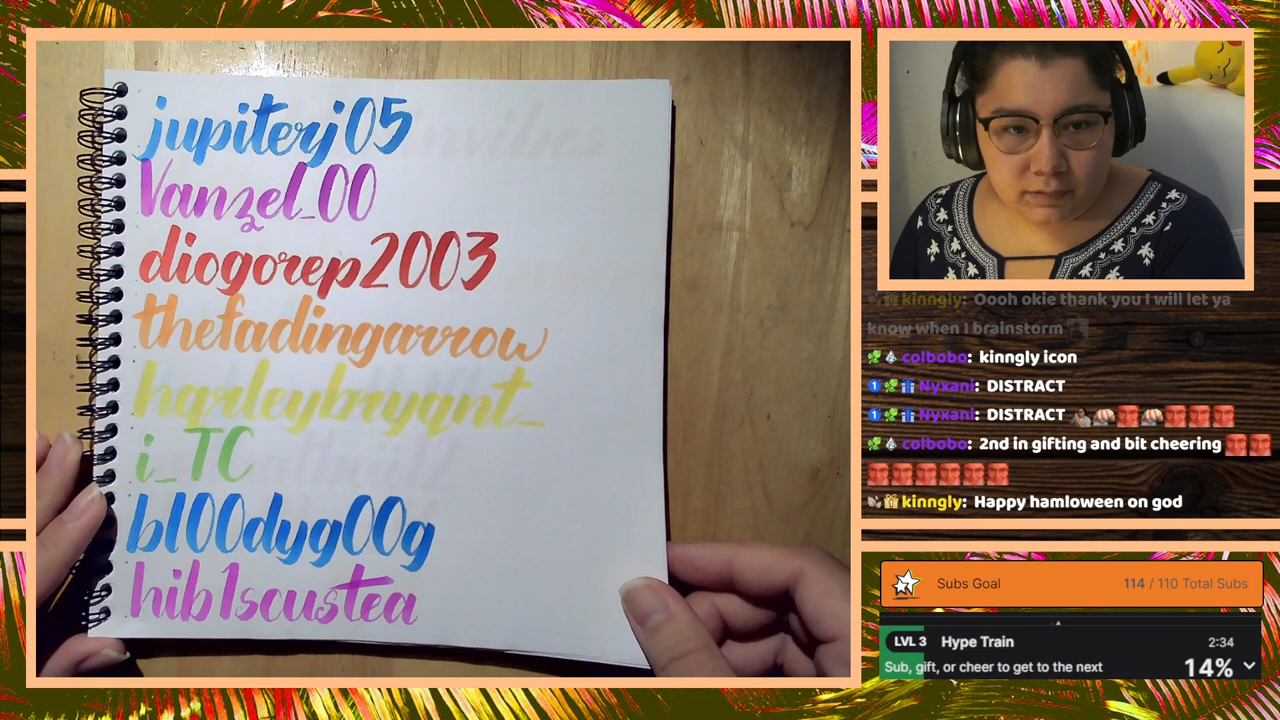 jupiterj05
Vanzel_00
diogorep2003
thefadingarrow
harleybryqnt_
i_TC
bl00dyg00g
hib1scustea
kinngly: Oooh okie thank you I will let ya
know when I brainstorm
colbobo: kinngly icon
1 Nyxani: DISTRACT
1 Nyxani: DISTRACT
colbobo: 2nd in gifting and bit cheering
kinngly: Happy hamloween on god
Subs Goal 114 / 110 Total Subs
LVL 3 Hype Train 2:34
Sub, gift, or cheer to get to the next 14%